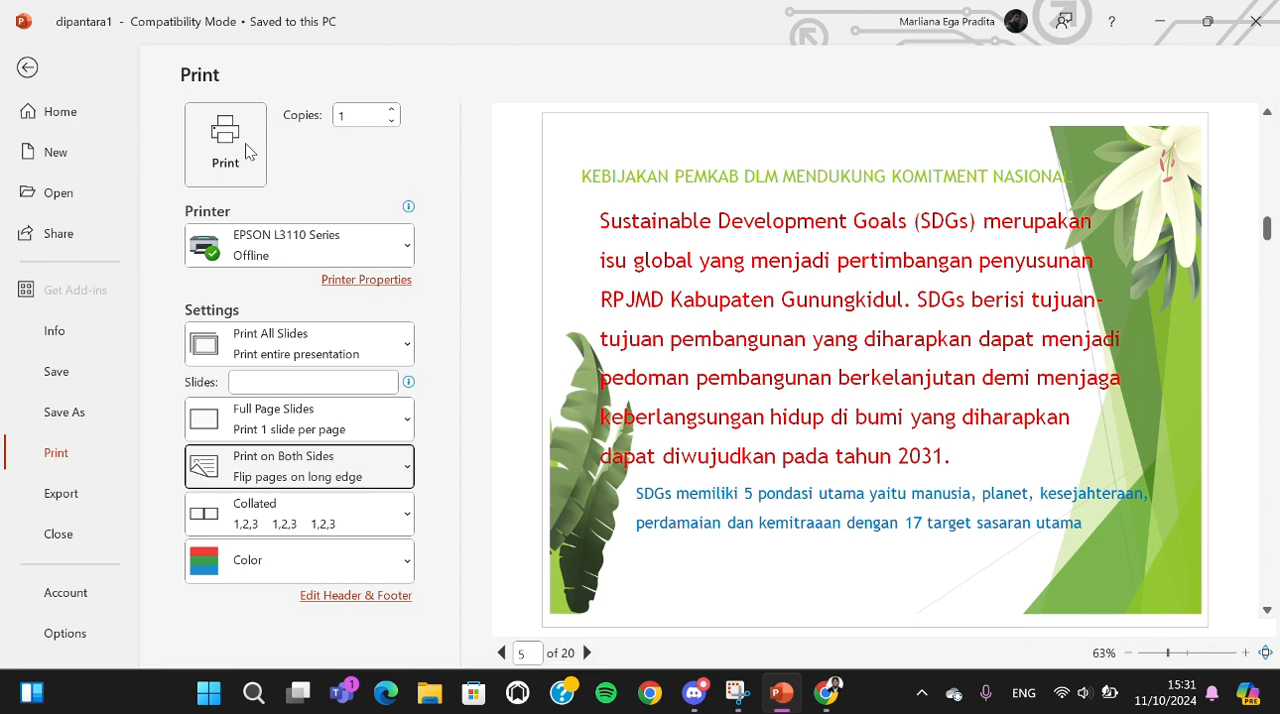 dipantara1 - Compatibility Mode • Saved to this PC
Marliana Ega Pradita
?
Print
Home
New
Open
Share
Get Add-ins
Info
Save
Save As
Print
Export
Close
Account
Options
Print
Copies: 1
Printer
EPSON L3110 Series
Offline
Printer Properties
Settings
Print All Slides
Print entire presentation
Slides:
Full Page Slides
Print 1 slide per page
Print on Both Sides
Flip pages on long edge
Collated
1,2,3 1,2,3 1,2,3
Color
Edit Header & Footer
KEBIJAKAN PEMKAB DLM MENDUKUNG KOMITMENT NASIONAL
Sustainable Development Goals (SDGs) merupakan
isu global yang menjadi pertimbangan penyusunan
RPJMD Kabupaten Gunungkidul. SDGs berisi tujuan-
tujuan pembangunan yang diharapkan dapat menjadi
pedoman pembangunan berkelanjutan demi menjaga
keberlangsungan hidup di bumi yang diharapkan
dapat diwujudkan pada tahun 2031.
SDGs memiliki 5 pondasi utama yaitu manusia, planet, kesejahteraan,
perdamaian dan kemitraaan dengan 17 target sasaran utama
5 of 20
63%
1
ENG
15:31
11/10/2024
PRE